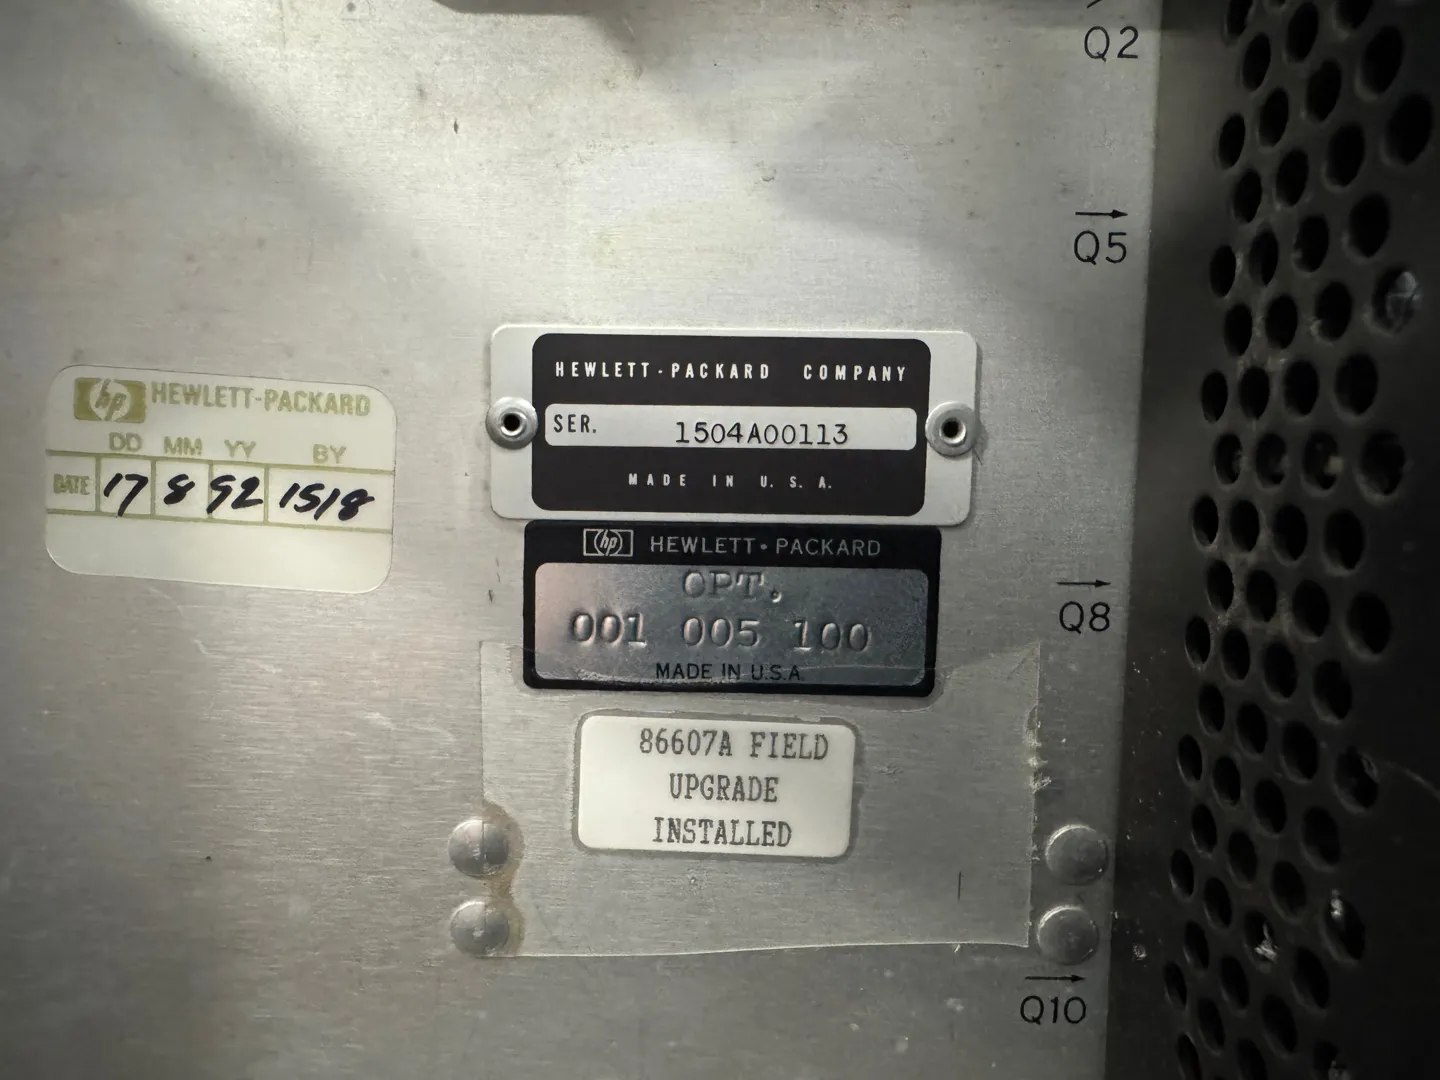 Q2
Q5
HEWLETT-PACKARD COMPANY
SER. 1504A00113
MADE IN U.S.A.
hp HEWLETT-PACKARD
DD MM YY BY
DATE 17 8 92 1518
hp HEWLETT•PACKARD
OPT.
001 005 100
MADE IN U.S.A.
Q8
86607A FIELD
UPGRADE
INSTALLED
Q10